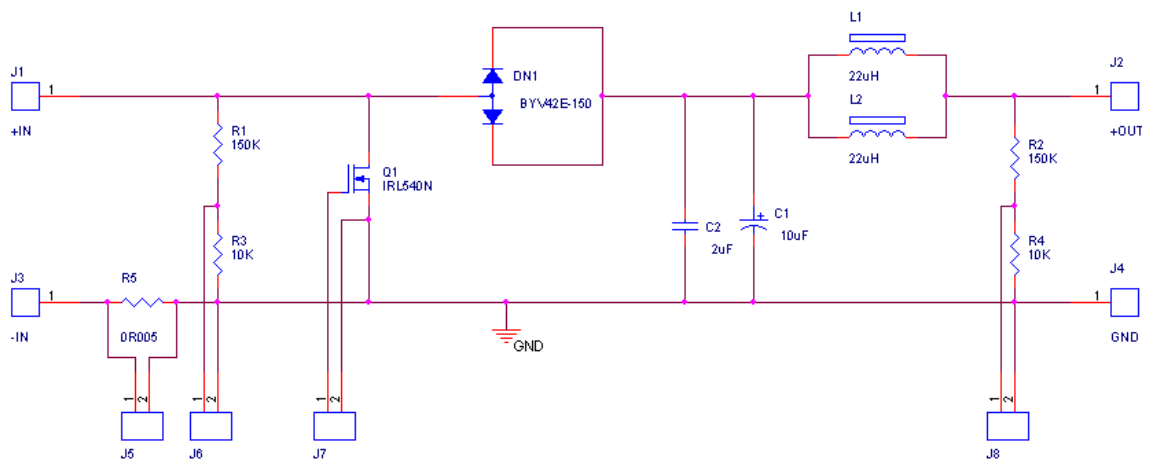 L1
22uH
L2
22uH
DN1
BYV42E-150
J1
1
+IN
J2
1
+OUT
R1
150K
R2
150K
Q1
IRL540N
R3
10K
C2
2uF
C1
+
10uF
R4
10K
J3
1
-IN
R5
0R005
GND
J4
1
GND
1
2
J5
1
2
J6
1
2
J7
1
2
J8